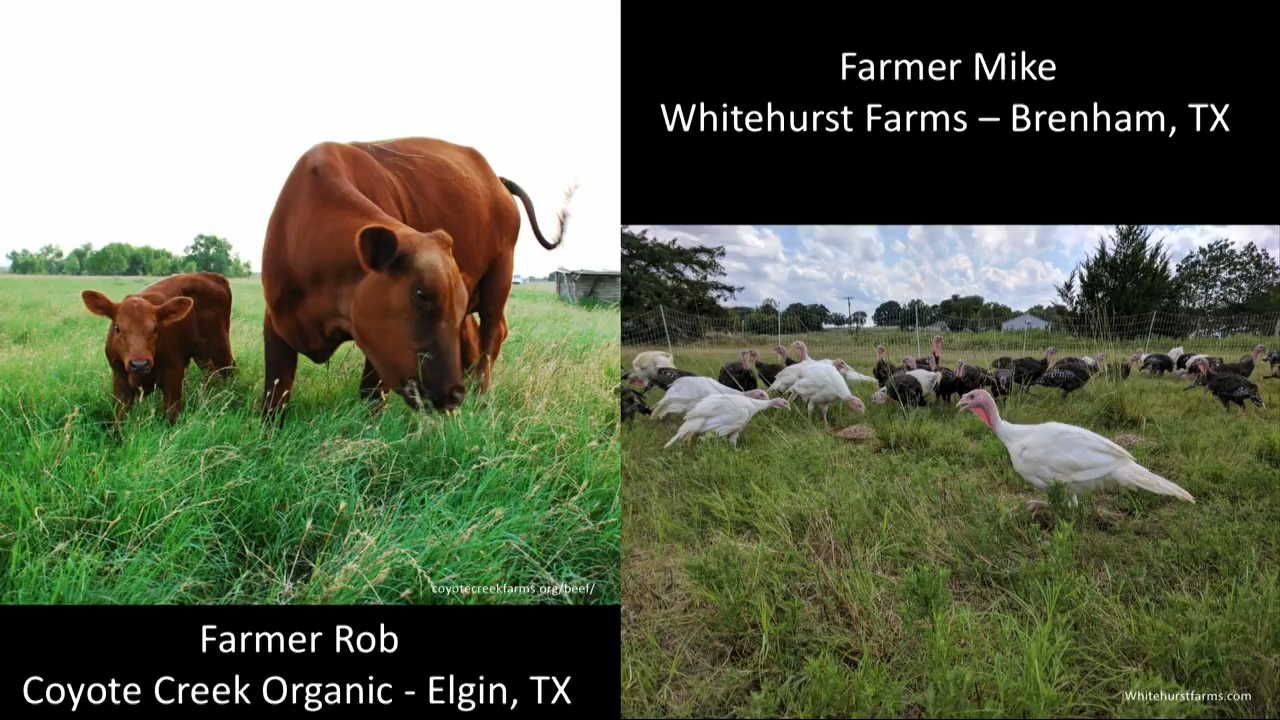 Farmer Mike
Whitehurst Farms – Brenham, TX
coyotecreekfarms.org/beef/
Farmer Rob
Coyote Creek Organic - Elgin, TX
Whitehurstfarms.com